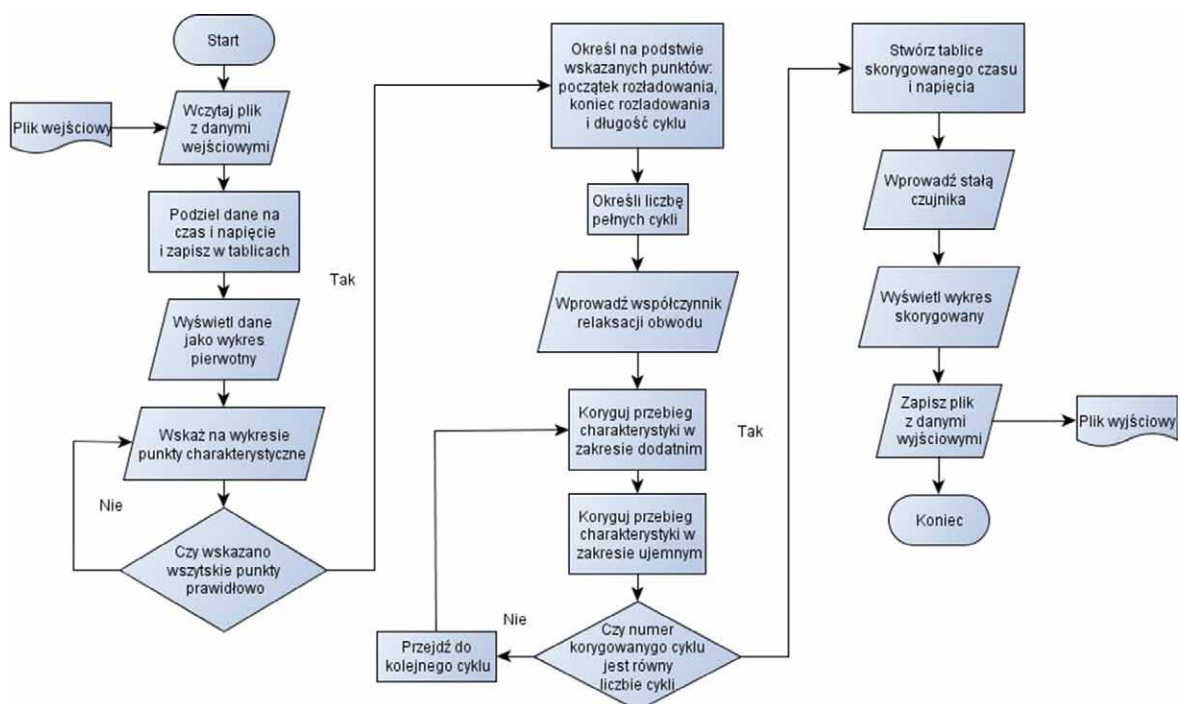 Start
Plik wejściowy
Wczytaj plik
z danymi
wejściowymi
Podziel dane na
czas i napięcie
i zapisz w tablicach
Wyświetl dane
jako wykres
pierwotny
Wskaż na wykresie
punkty charakterystyczne
Nie
Czy wskazano
wszytskie punkty
prawidłowo
Tak
Określ na podstwie
wskazanych punktów:
początek rozładowania,
koniec rozladowania
i długość cyklu
Określi liczbę
pełnych cykli
Wprowadź współczynnik
relaksacji obwodu
Koryguj przebieg
charakterystyki w
zakresie dodatnim
Koryguj przebieg
charakterystyki w
zakresie ujemnym
Czy numer
korygowanygo cyklu
jest równy
liczbie cykli
Nie
Przejdź do
kolejnego cyklu
Tak
Stwórz tablice
skorygowanego czasu
i napięcia
Wprowadź stałą
czujnika
Wyświetl wykres
skorygowany
Zapisz plik
z danymi
wyjściowymi
Plik wyjściowy
Koniec